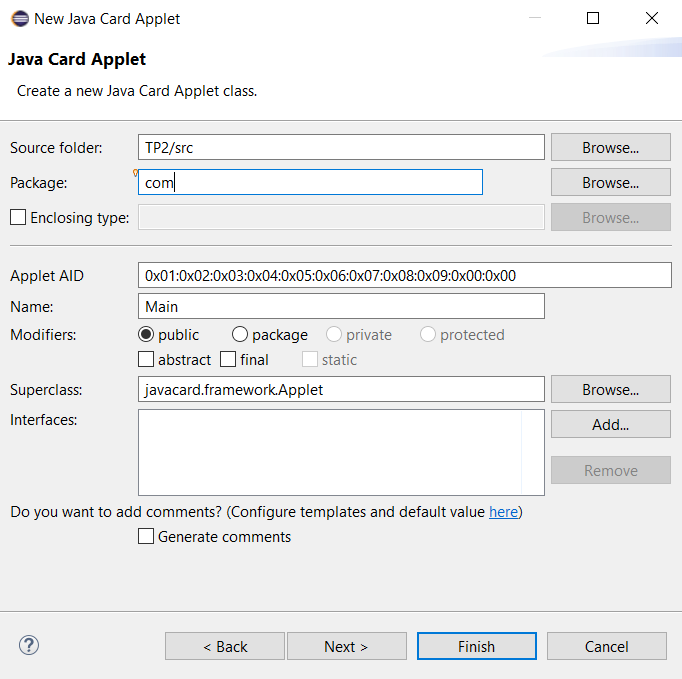 New Java Card Applet
Java Card Applet
Create a new Java Card Applet class.
Source folder: TP2/src Browse...
Package: com Browse...
Enclosing type: Browse...
Applet AID 0x01:0x02:0x03:0x04:0x05:0x06:0x07:0x08:0x09:0x00:0x00
Name: Main
Modifiers: public package private protected
abstract final static
Superclass: javacard.framework.Applet Browse...
Interfaces: Add...
Remove
Do you want to add comments? (Configure templates and default value here)
Generate comments
? < Back Next > Finish Cancel